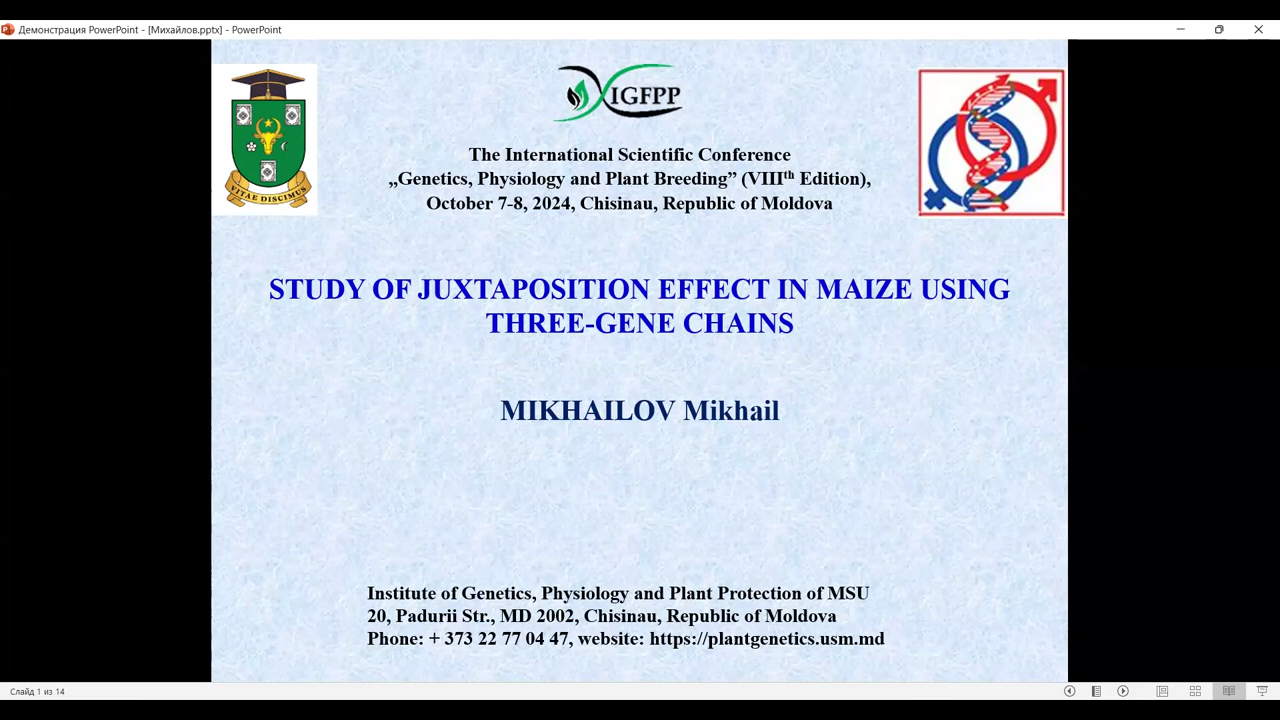 Демонстрация PowerPoint - [Михайлов.pptx] - PowerPoint
VITAE DISCIMUS
IGFPP
The International Scientific Conference
„Genetics, Physiology and Plant Breeding” (VIIIth Edition),
October 7-8, 2024, Chisinau, Republic of Moldova
STUDY OF JUXTAPOSITION EFFECT IN MAIZE USING
THREE-GENE CHAINS
MIKHAILOV Mikhail
Institute of Genetics, Physiology and Plant Protection of MSU
20, Padurii Str., MD 2002, Chisinau, Republic of Moldova
Phone: + 373 22 77 04 47, website: https://plantgenetics.usm.md
Слайд 1 из 14